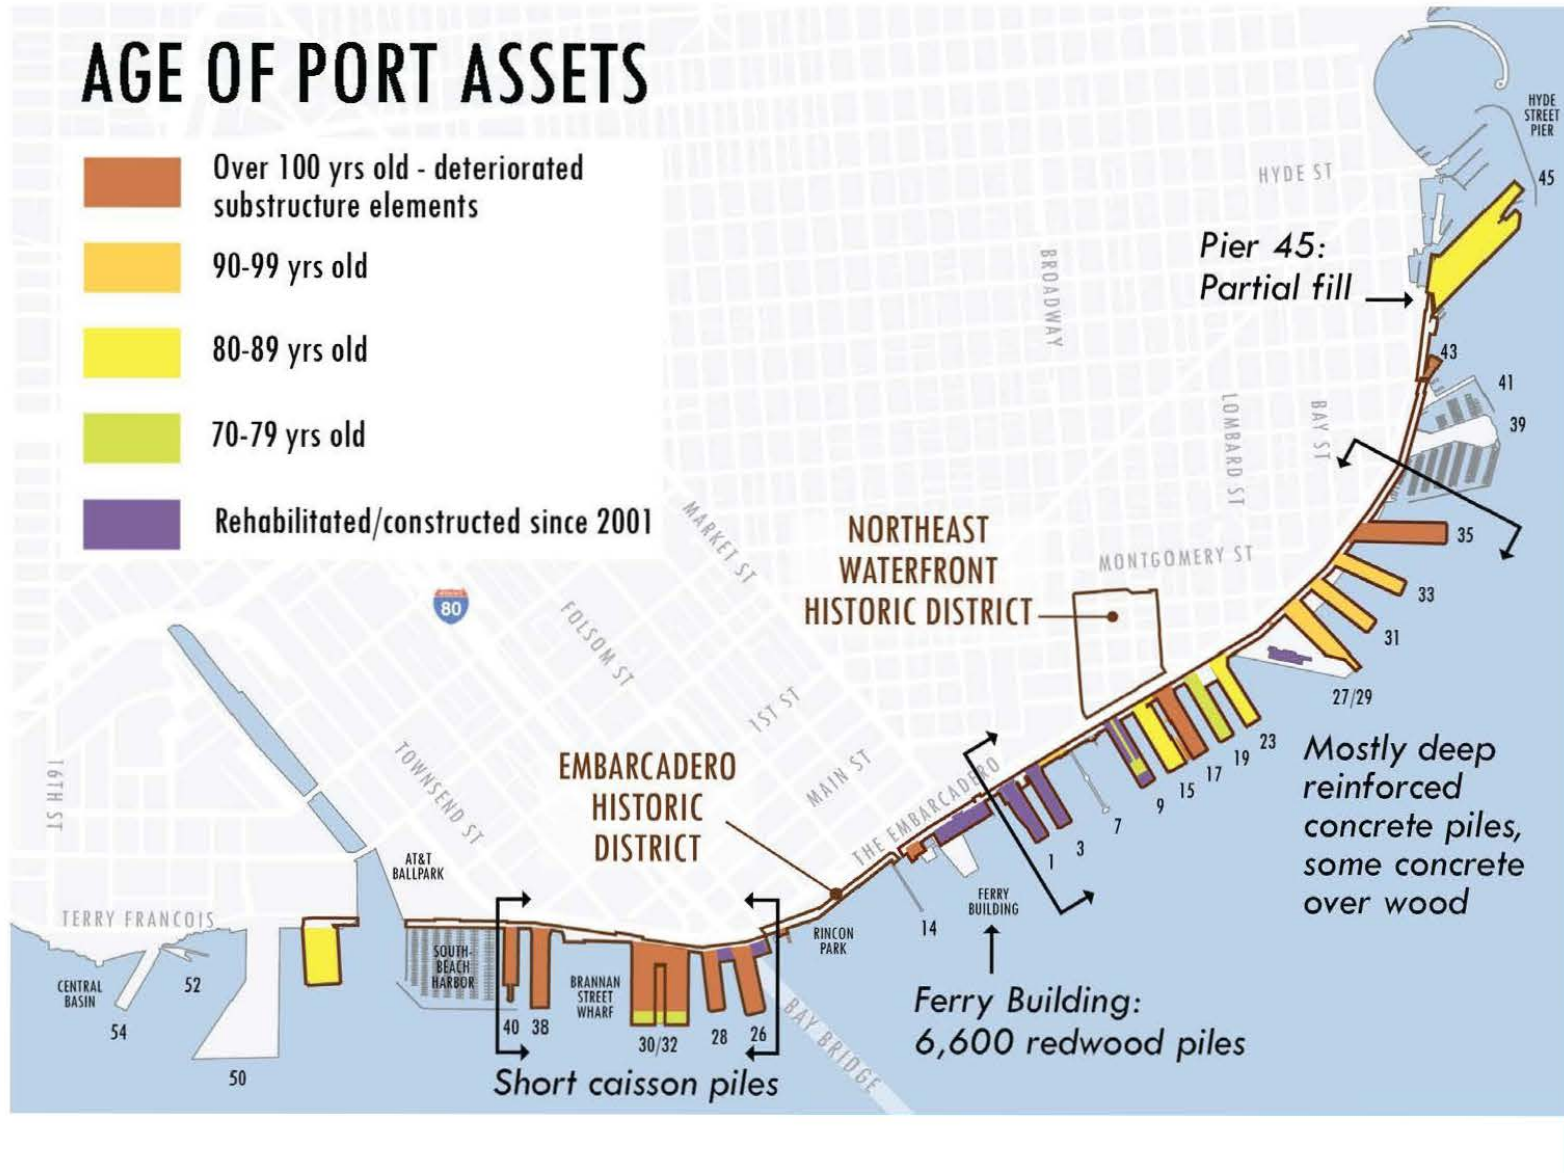 AGE OF PORT ASSETS
Over 100 yrs old - deteriorated
substructure elements
90-99 yrs old
80-89 yrs old
70-79 yrs old
Rehabilitated/constructed since 2001
HYDE
STREET
PIER
45
HYDE ST
Pier 45:
Partial fill
BROADWAY
43
41
39
LOMBARD ST
BAY ST
MARKET ST
NORTHEAST
WATERFRONT
HISTORIC DISTRICT
MONTGOMERY ST
35
33
31
27/29
80
FOLSOM ST
1ST ST
MAIN ST
TOWNSEND ST
16TH ST
EMBARCADERO
HISTORIC
DISTRICT
THE EMBARCADERO
23
19
17
15
9
7
3
1
Mostly deep
reinforced
concrete piles,
some concrete
over wood
AT&T
BALLPARK
TERRY FRANCOIS
FERRY
BUILDING
14
RINCON
PARK
CENTRAL
BASIN
52
54
50
SOUTH-
BEACH
HARBOR
BRANNAN
STREET
WHARF
40
38
30/32
28
26
BAY BRIDGE
Short caisson piles
Ferry Building:
6,600 redwood piles